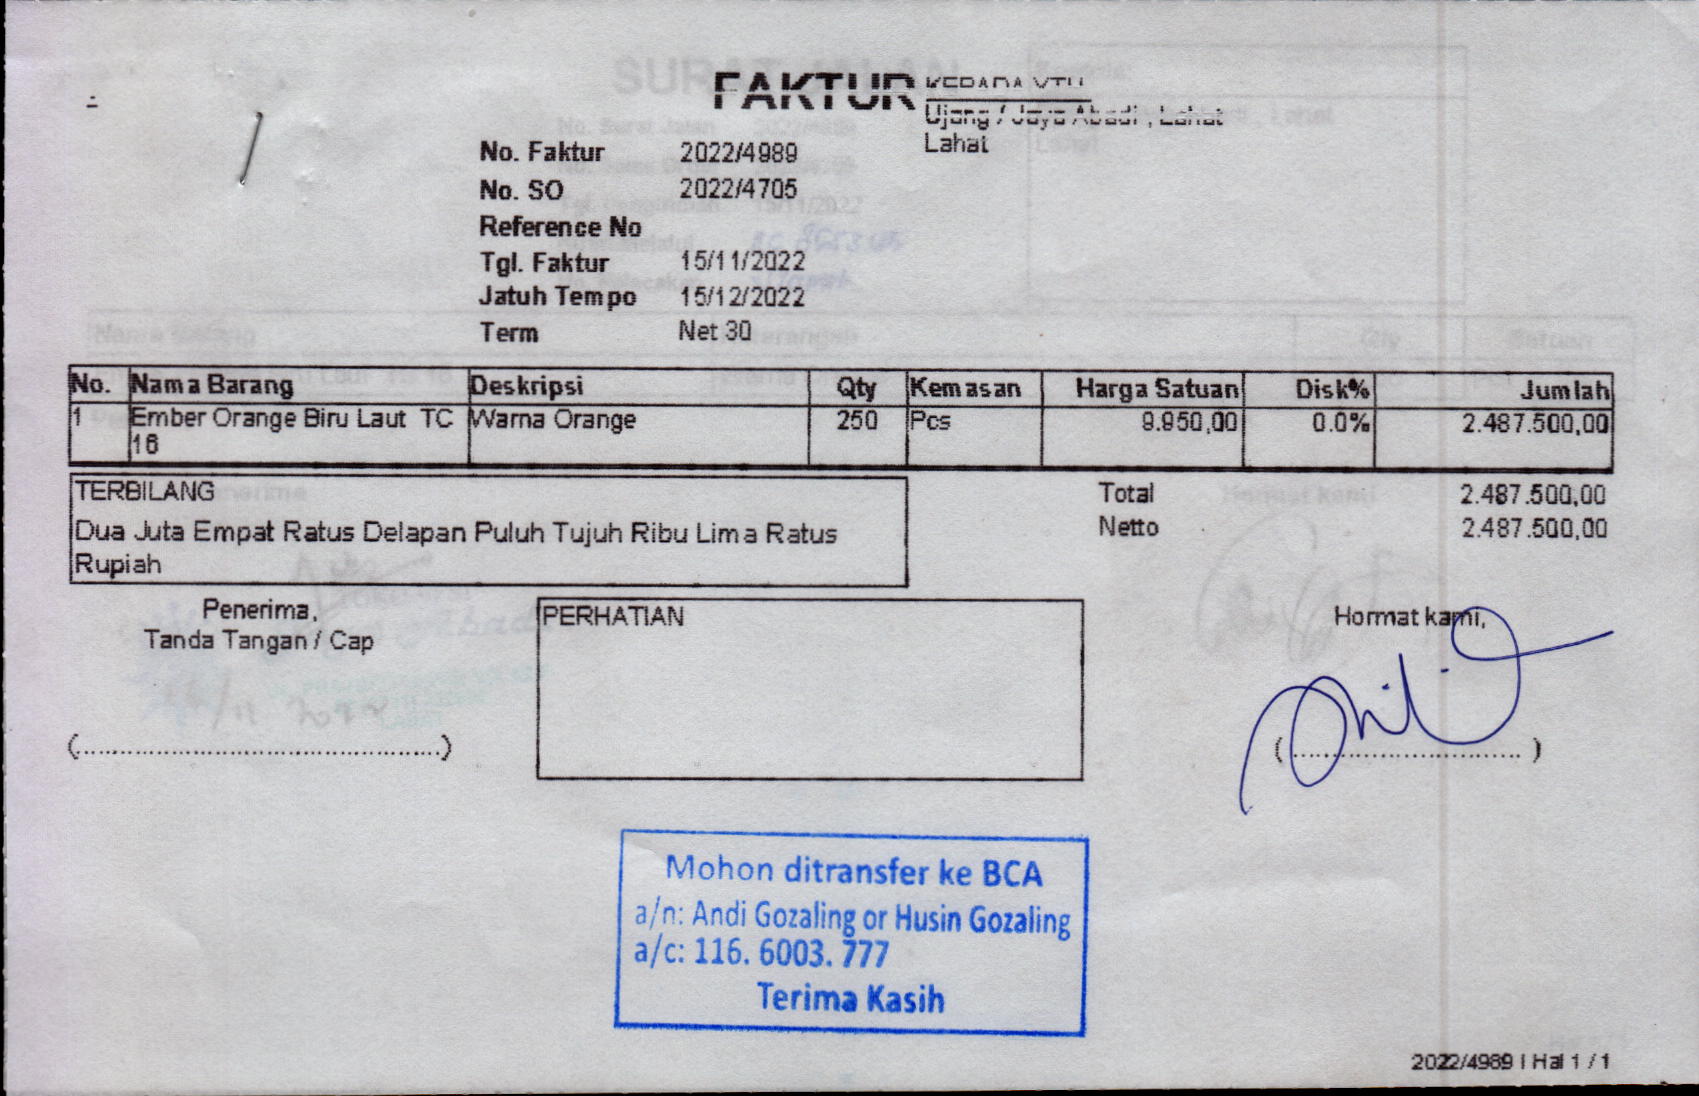 FAKTUR
KEPADA YTH
Ujang / Jaya Abadi , Lahat
Lahat
No. Faktur 2022/4989
No. SO 2022/4705
Reference No
Tgl. Faktur 15/11/2022
Jatuh Tempo 15/12/2022
Term Net 30
No. Nama Barang Deskripsi Qty Kemasan Harga Satuan Disk% Jumlah
1 Ember Orange Biru Laut TC 16 Warna Orange 250 Pcs 9.950,00 0.0% 2.487.500,00
TERBILANG
Dua Juta Empat Ratus Delapan Puluh Tujuh Ribu Lima Ratus
Rupiah
Total 2.487.500,00
Netto 2.487.500,00
Penerima,
Tanda Tangan / Cap
(................................................)
PERHATIAN
Hormat kami,
(................................)
Mohon ditransfer ke BCA
a/n: Andi Gozaling or Husin Gozaling
a/c: 116. 6003. 777
Terima Kasih
2022/4989 | Hal 1 / 1